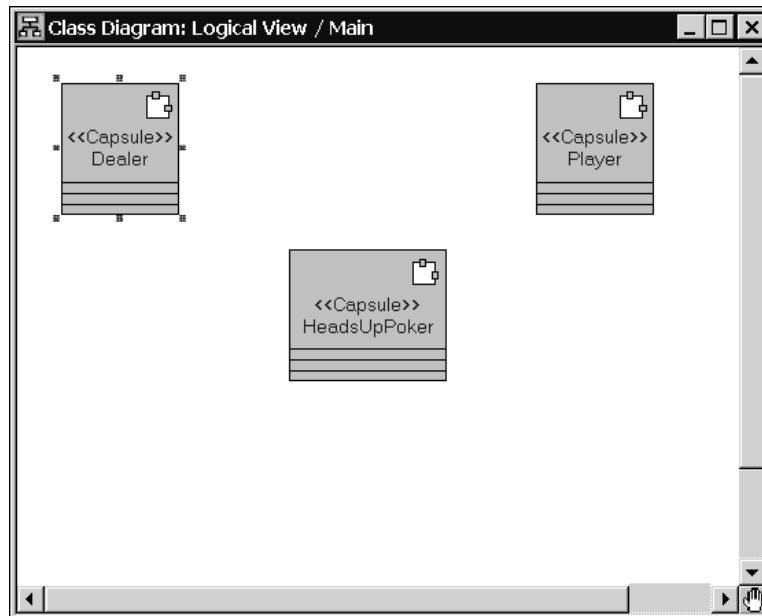 Class Diagram: Logical View / Main
<<Capsule>>
Dealer
<<Capsule>>
Player
<<Capsule>>
HeadsUpPoker